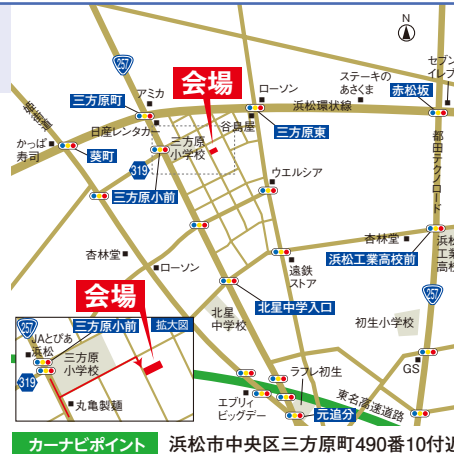 N
257
アミカ
三方原町
会場
ローソン
ステーキの
あさくま
セブン
イレブ
赤松坂
浜松環状線
日産レンタカー
谷島屋
三方原東
かっぱ
寿司
葵町
三方原
小学校
319
三方原小前
ウエルシア
都田テクノロード
杏林堂
ローソン
遠鉄
ストア
杏林堂
浜松工業高校前
浜松
工業
高校
会場
北星中学入口
257
北星
中学校
初生小学校
257
三方原小前
拡大図
JAとぴあ
浜松
三方原
小学校
319
丸亀製麺
ラフレ初生
GS
エブリィ
ビッグデー
元追分
東名高速道路
カーナビポイント
浜松市中央区三方原町490番10付近